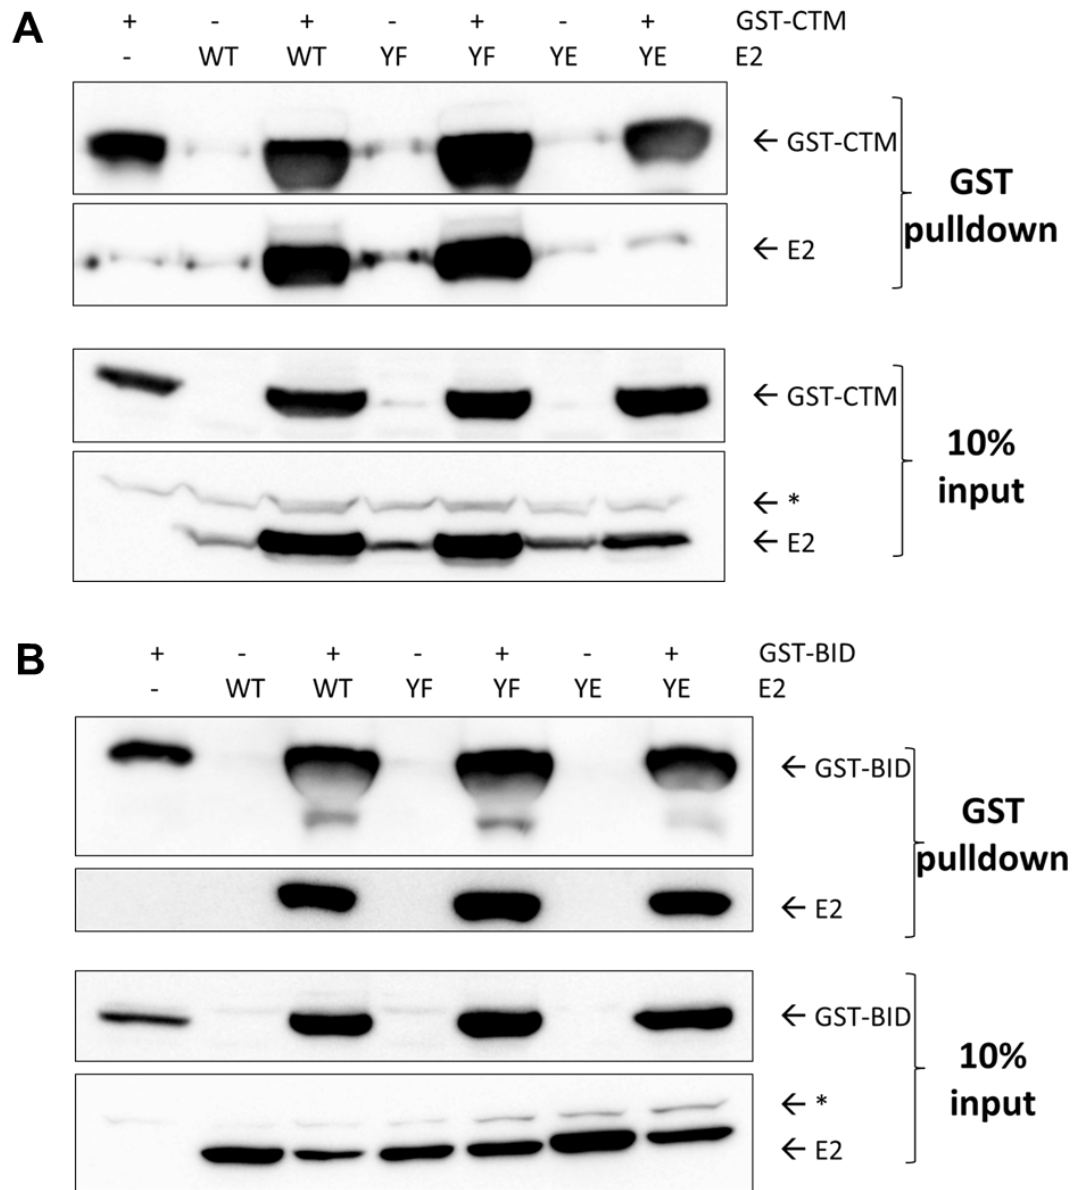 A
+ - + - + - + GST-CTM
- WT WT YF YF YE YE E2
← GST-CTM
← E2
GST
pulldown
← GST-CTM
← *
← E2
10%
input
B
+ - + - + - + GST-BID
- WT WT YF YF YE YE E2
← GST-BID
← E2
GST
pulldown
← GST-BID
← *
← E2
10%
input